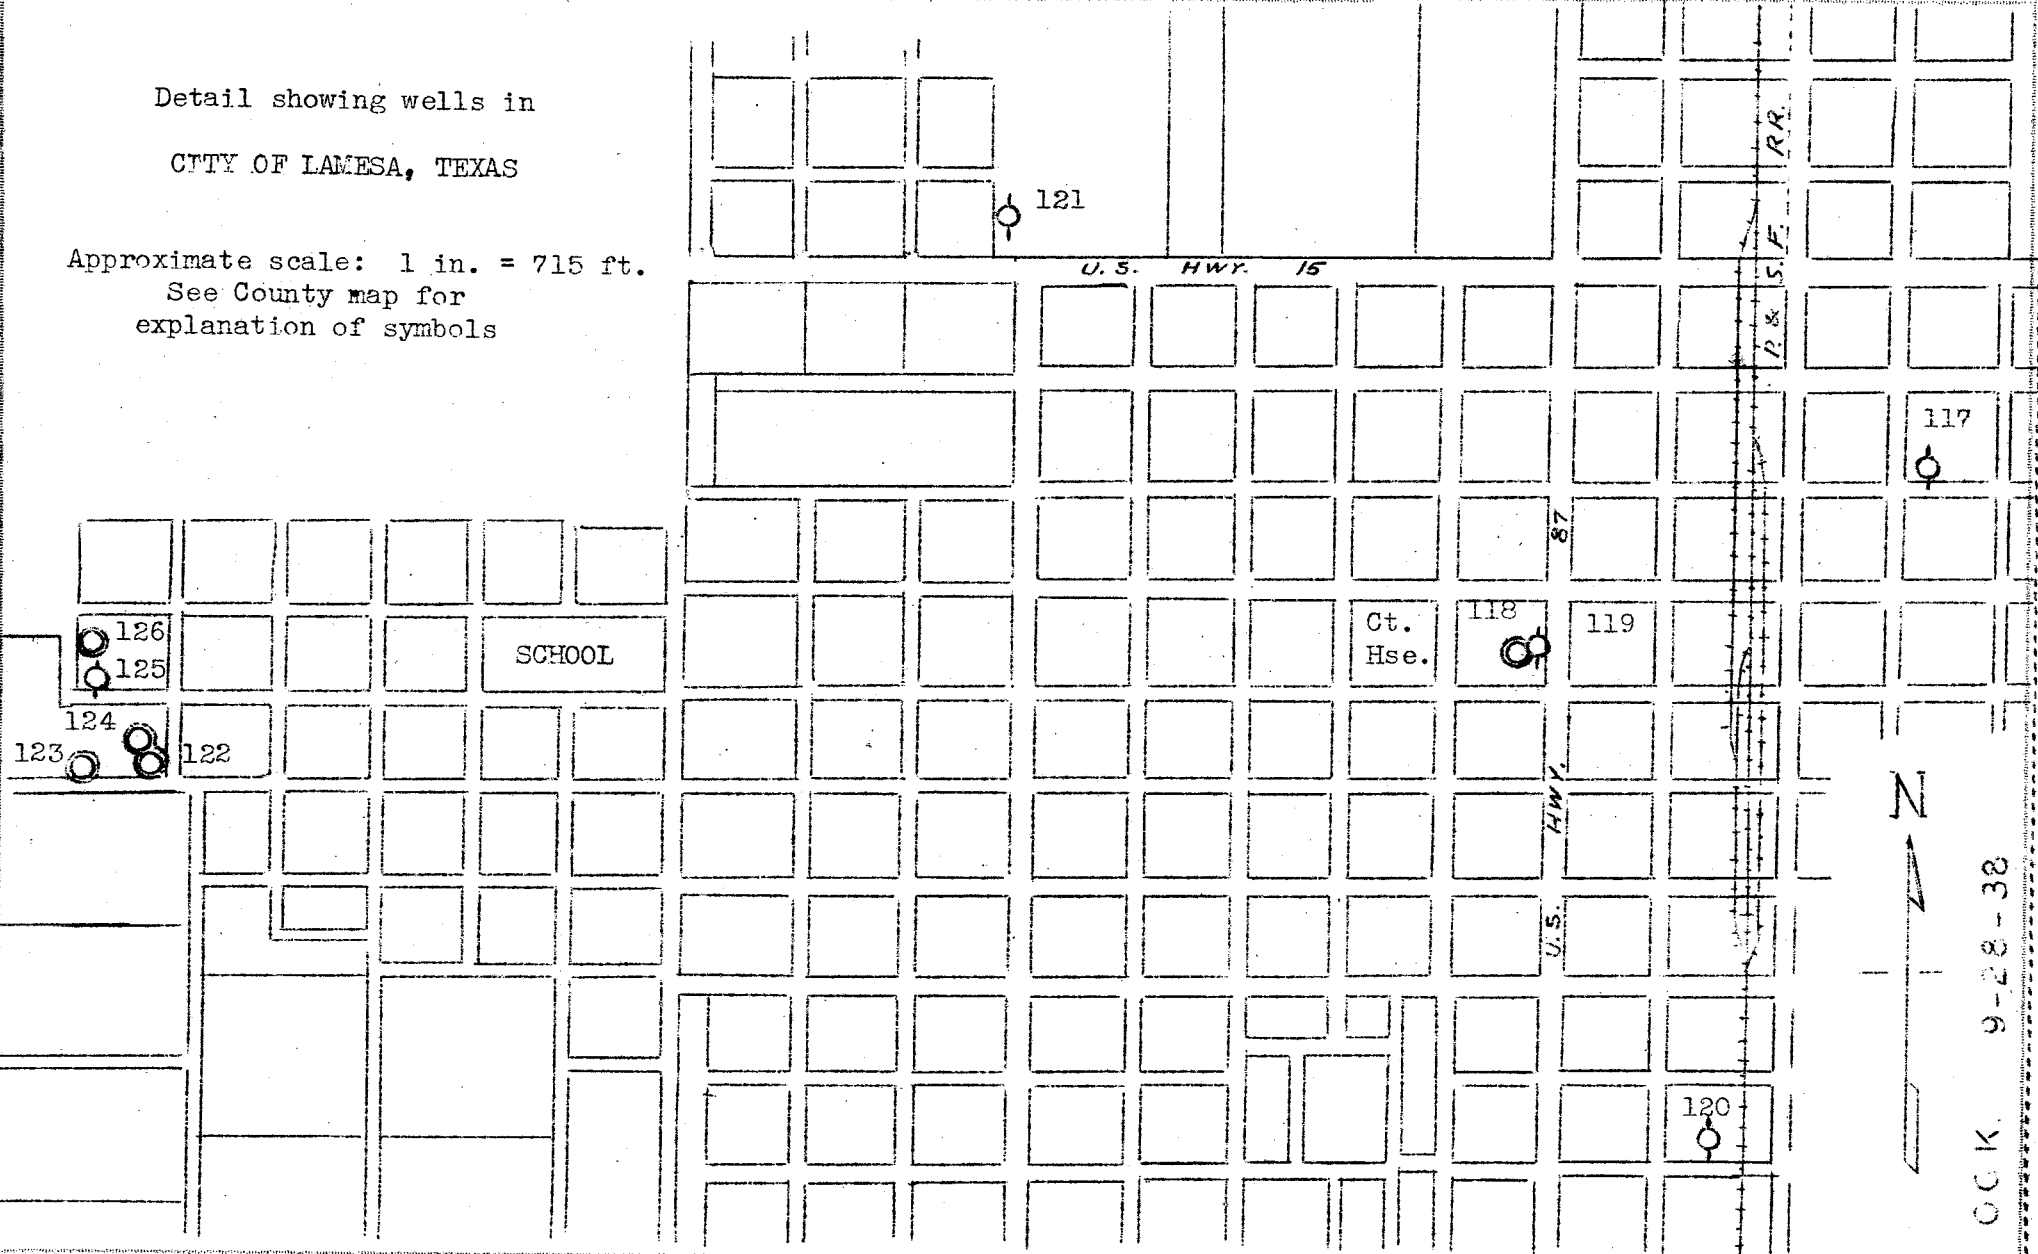 Detail showing wells in
CITY OF LAMESA, TEXAS
Approximate scale: 1 in. = 715 ft.
See County map for
explanation of symbols
121
U.S. HWY. 15
P. & S. F. RR.
117
87
126
125
SCHOOL
Ct.
Hse.
118
119
124
123
122
U.S. HWY.
N
120
OCK 9-28-38